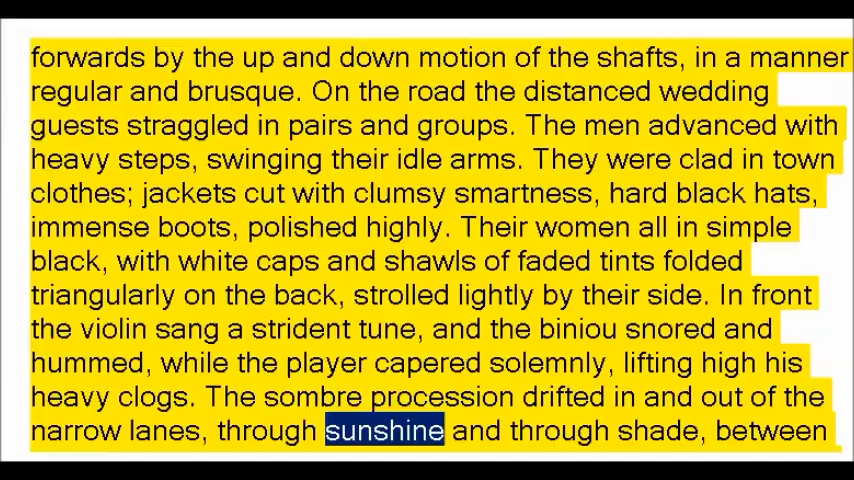 forwards by the up and down motion of the shafts, in a manner
regular and brusque. On the road the distanced wedding
guests straggled in pairs and groups. The men advanced with
heavy steps, swinging their idle arms. They were clad in town
clothes; jackets cut with clumsy smartness, hard black hats,
immense boots, polished highly. Their women all in simple
black, with white caps and shawls of faded tints folded
triangularly on the back, strolled lightly by their side. In front
the violin sang a strident tune, and the biniou snored and
hummed, while the player capered solemnly, lifting high his
heavy clogs. The sombre procession drifted in and out of the
narrow lanes, through sunshine and through shade, between